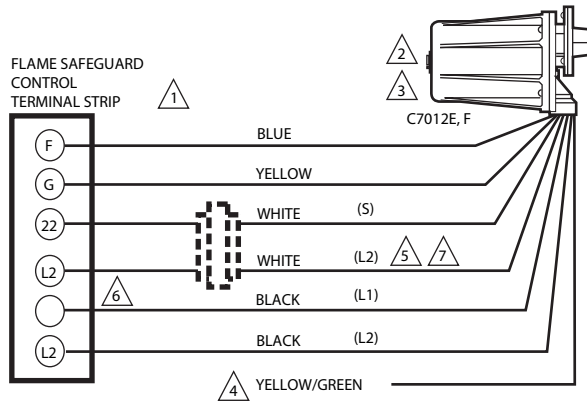 FLAME SAFEGUARD
CONTROL
TERMINAL STRIP
1
2
3
C7012E, F
F
BLUE
G
YELLOW
22
WHITE (S)
L2
WHITE (L2) 5 7
6
BLACK (L1)
L2
BLACK (L2)
4 YELLOW/GREEN